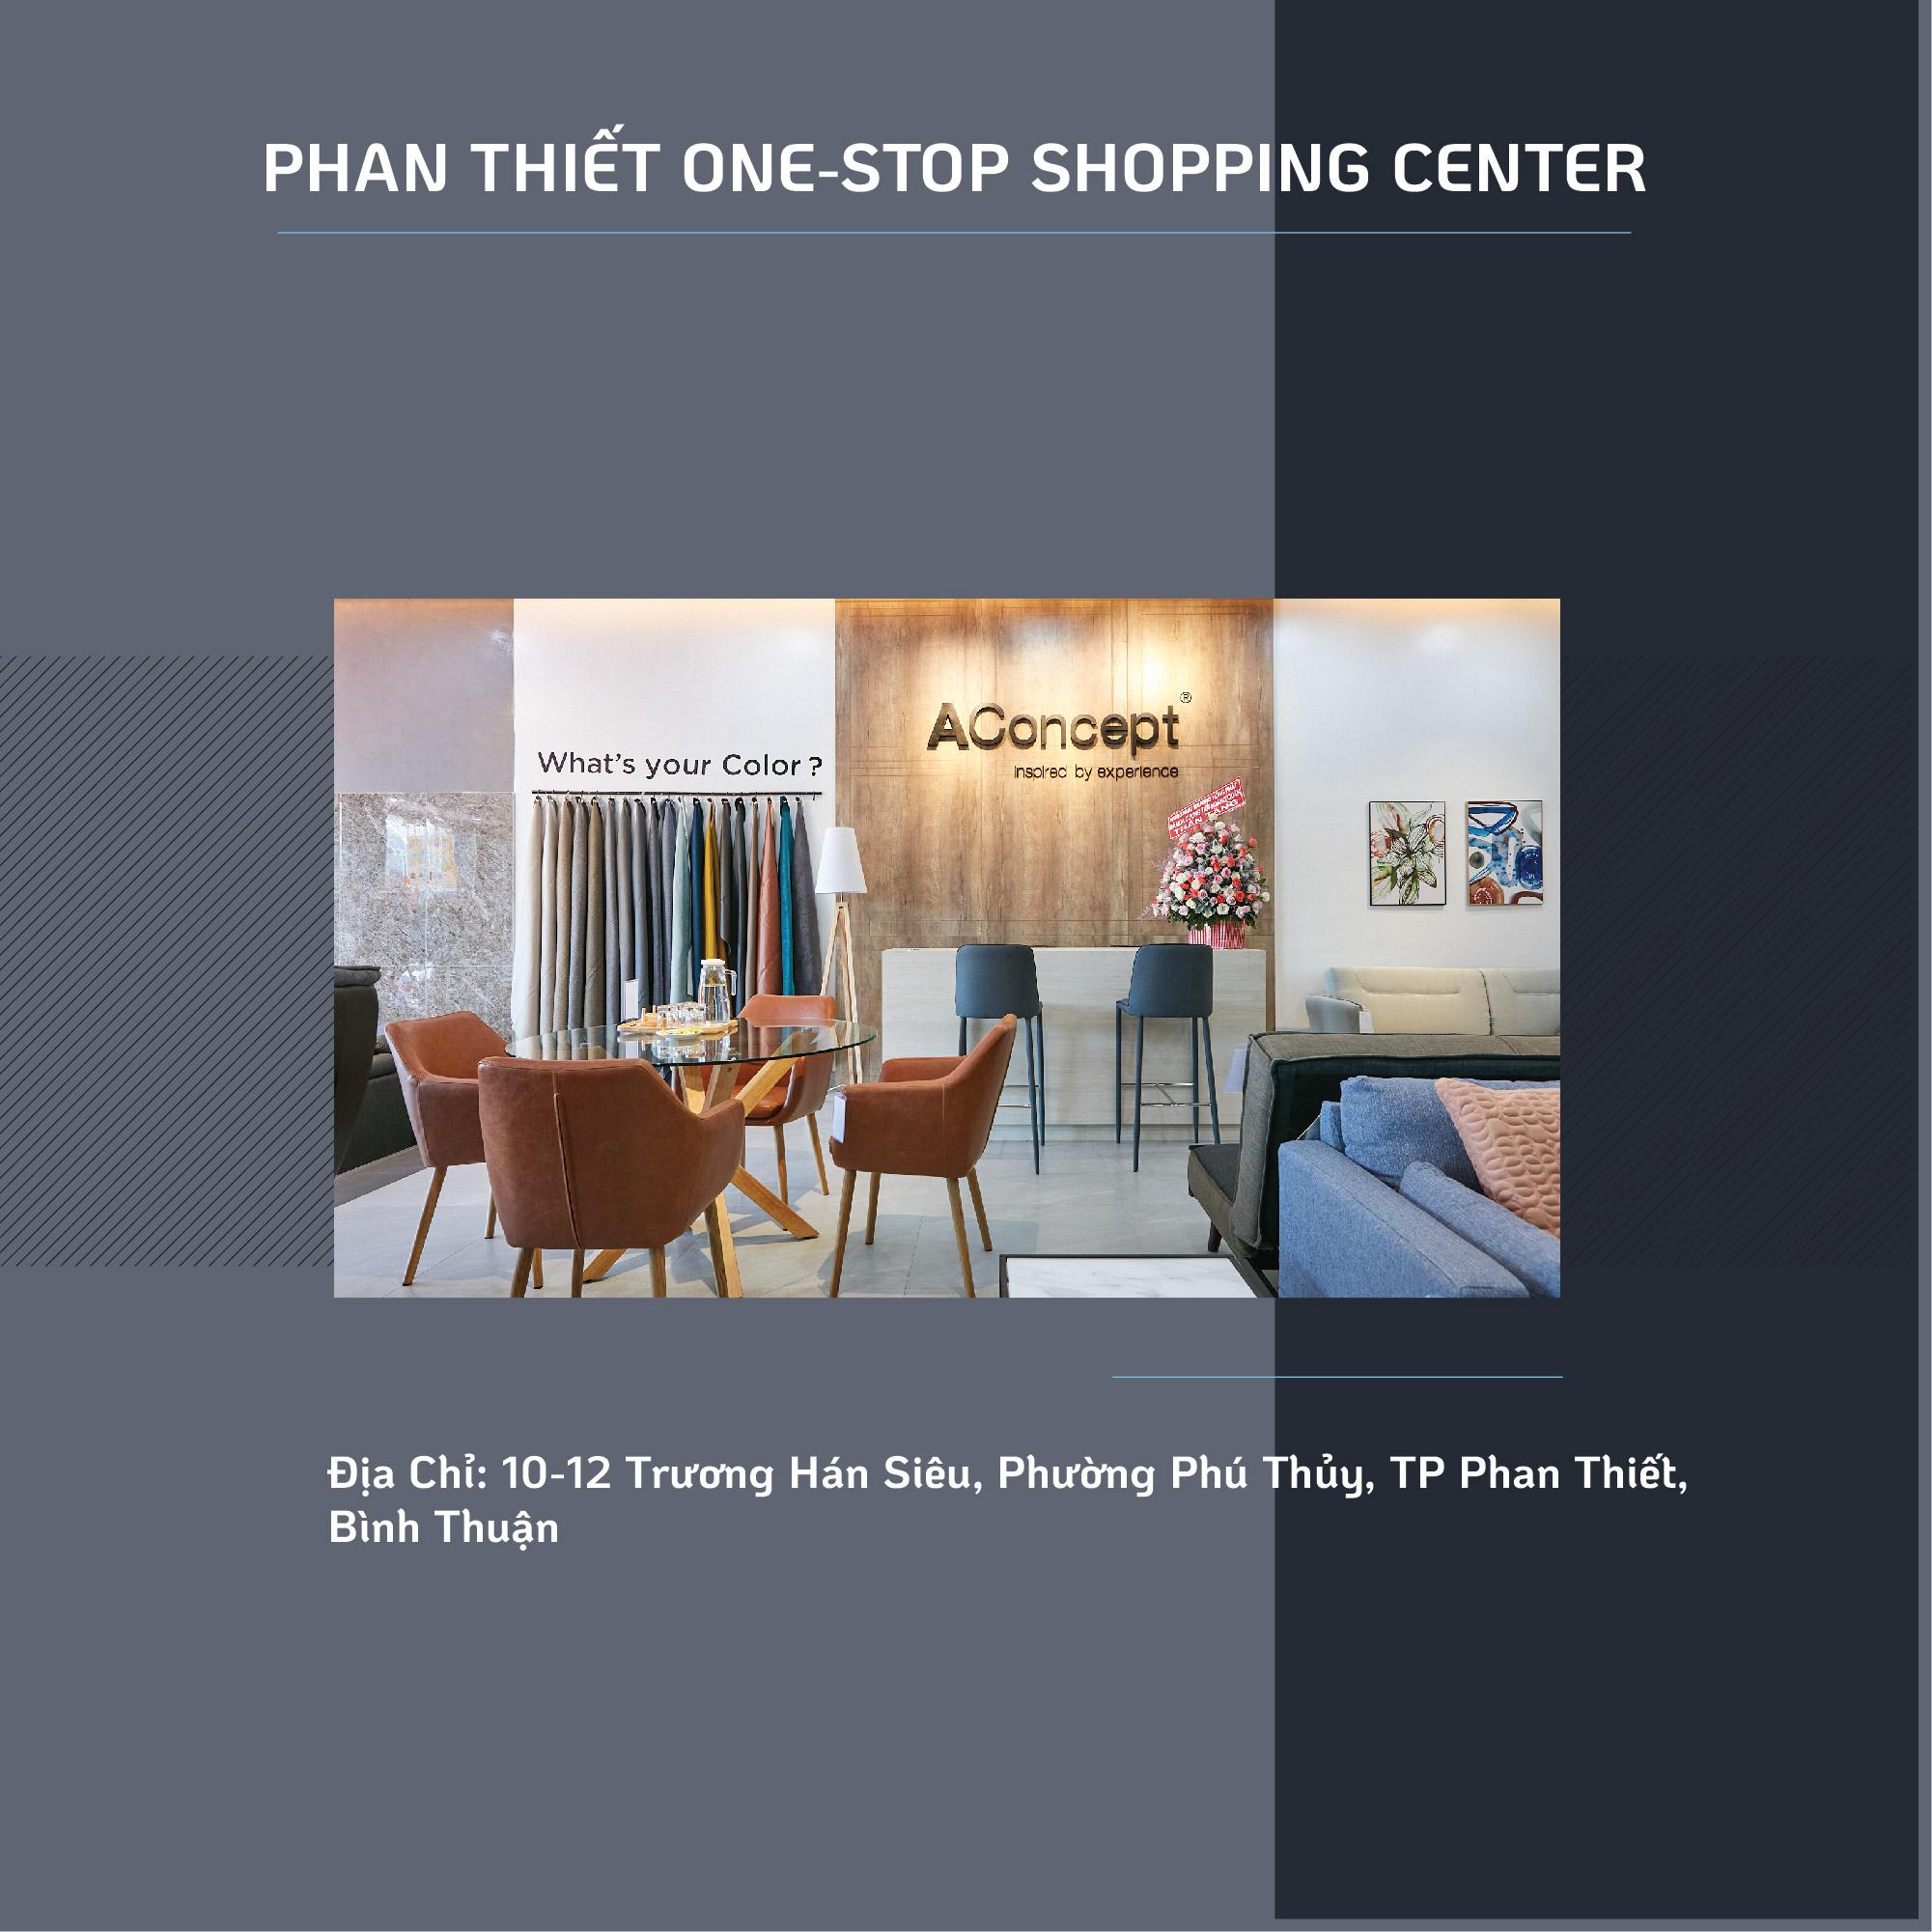 PHAN THIẾT ONE-STOP SHOPPING CENTER
What's your Color ?
AConcept®
Inspired by experience
Địa Chỉ: 10-12 Trương Hán Siêu, Phường Phú Thủy, TP Phan Thiết,
Bình Thuận